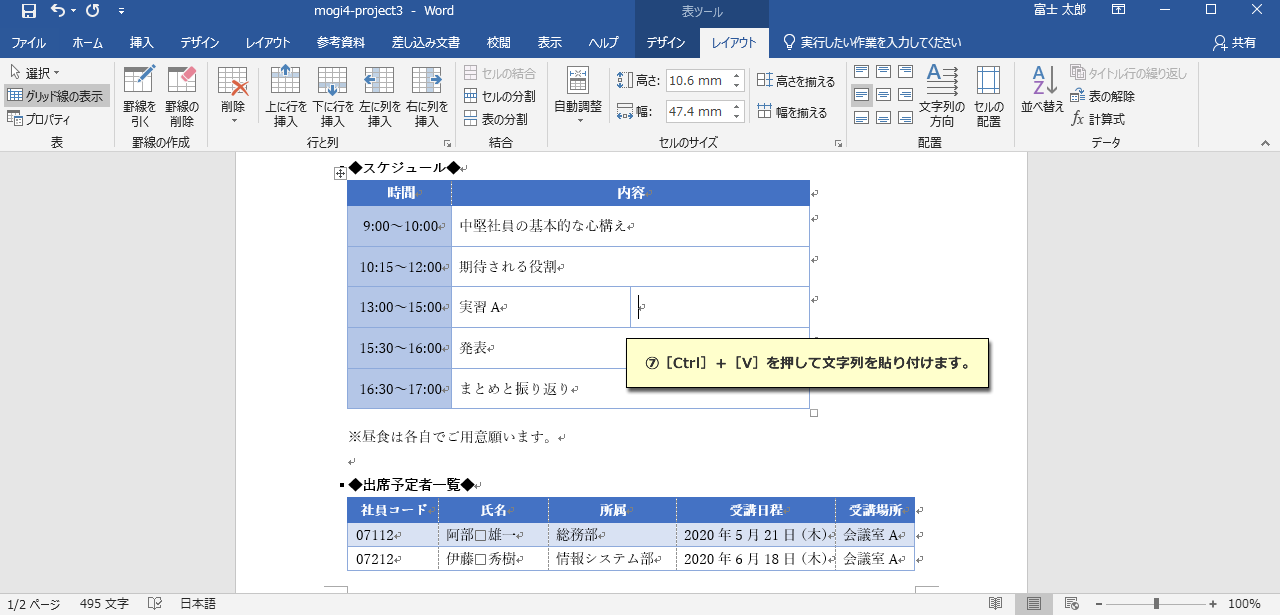 mogi4-project3 - Word
表ツール
富士 太郎
ファイル ホーム 挿入 デザイン レイアウト 参考資料 差し込み文書 校閲 表示 ヘルプ デザイン レイアウト 実行したい作業を入力してください 共有
選択
グリッド線の表示
プロパティ
表
罫線を引く
罫線の削除
罫線の作成
削除
上に行を挿入
下に行を挿入
左に列を挿入
右に列を挿入
行と列
セルの結合
セルの分割
表の分割
結合
自動調整
高さ: 10.6 mm
幅: 47.4 mm
高さを揃える
幅を揃える
セルのサイズ
文字列の方向
セルの配置
配置
並べ替え
タイトル行の繰り返し
表の解除
計算式
データ
◆スケジュール◆
時間 内容
9:00～10:00 中堅社員の基本的な心構え
10:15～12:00 期待される役割
13:00～15:00 実習 A
15:30～16:00 発表
16:30～17:00 まとめと振り返り
⑦［Ctrl］＋［V］を押して文字列を貼り付けます。
※昼食は各自でご用意願います。
◆出席予定者一覧◆
社員コード 氏名 所属 受講日程 受講場所
07112 阿部□雄一 総務部 2020 年 5 月 21 日（木） 会議室 A
07212 伊藤□秀樹 情報システム部 2020 年 6 月 18 日（木） 会議室 A
1/2 ページ 495 文字 日本語 100%